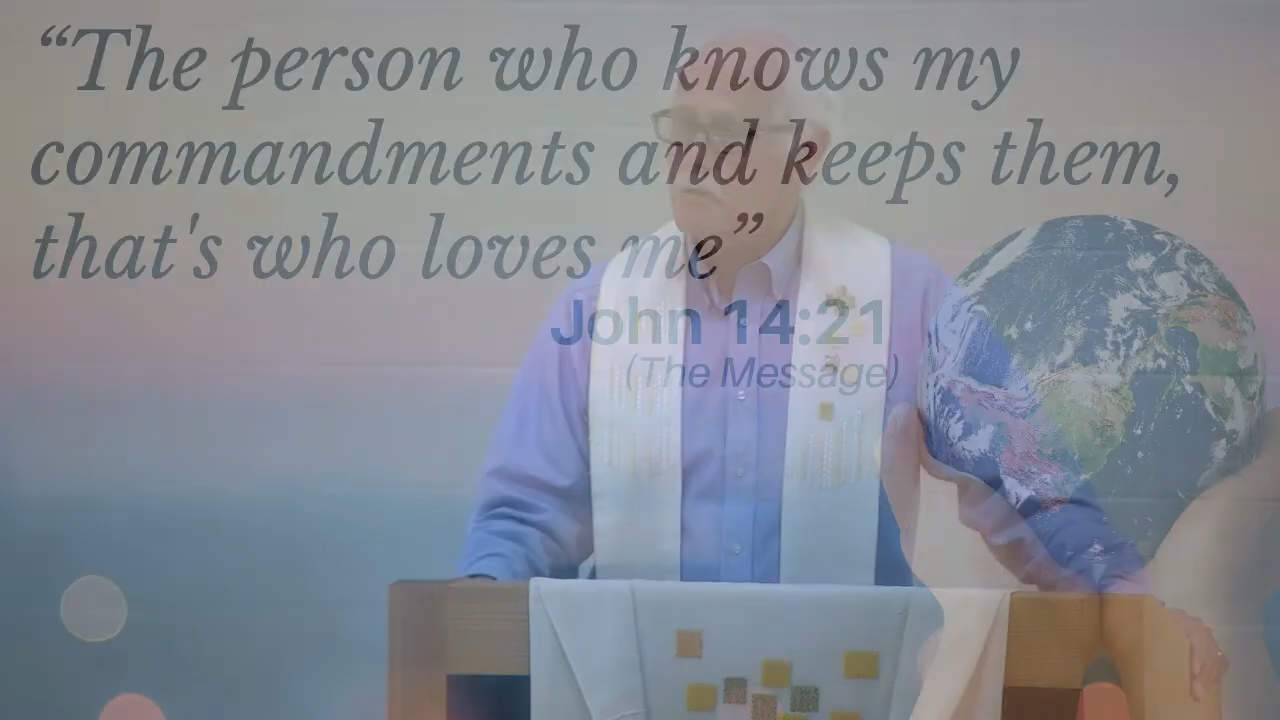 “The person who knows my
commandments and keeps them,
that's who loves me”
John 14:21
(The Message)